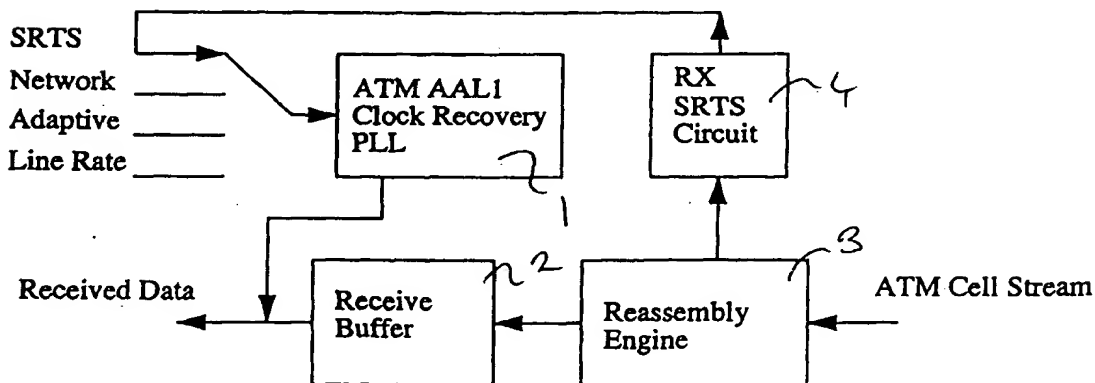 SRTS
Network
Adaptive
Line Rate
ATM AAL1
Clock Recovery
PLL
1
RX
SRTS
Circuit
4
Received Data
Receive
Buffer
2
Reassembly
Engine
3
ATM Cell Stream